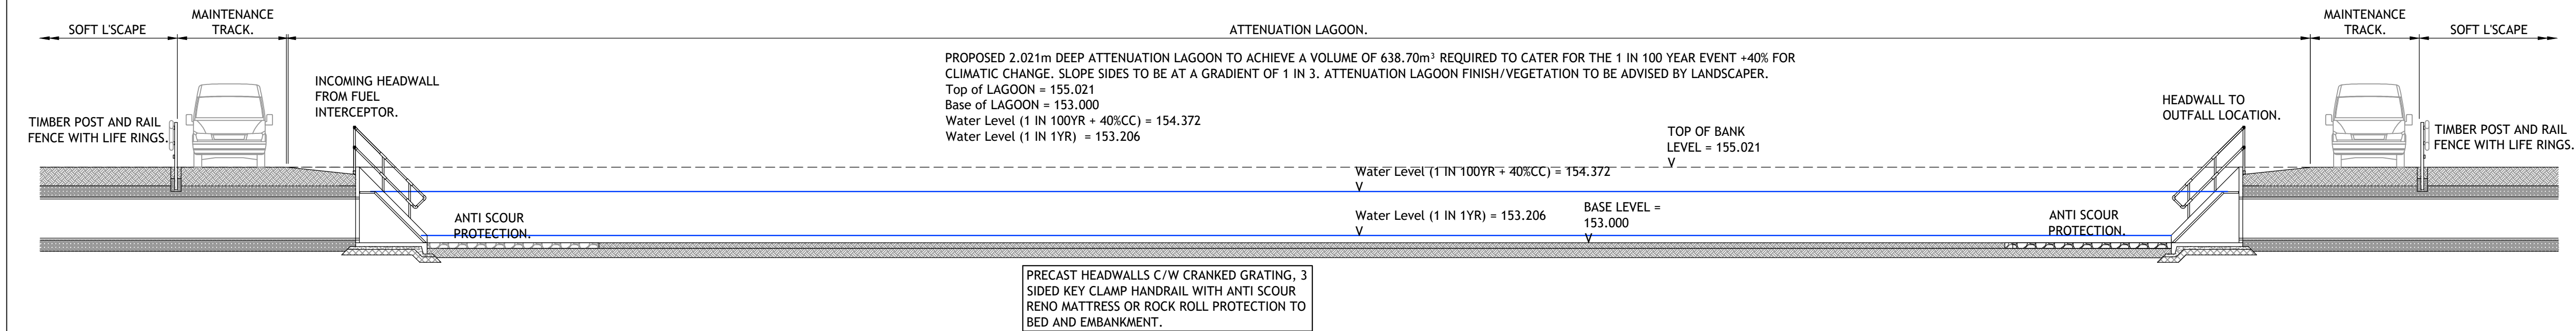 SOFT L'SCAPE
MAINTENANCE
TRACK.
ATTENUATION LAGOON.
MAINTENANCE
TRACK.
SOFT L'SCAPE
PROPOSED 2.021m DEEP ATTENUATION LAGOON TO ACHIEVE A VOLUME OF 638.70m³ REQUIRED TO CATER FOR THE 1 IN 100 YEAR EVENT +40% FOR
CLIMATIC CHANGE. SLOPE SIDES TO BE AT A GRADIENT OF 1 IN 3. ATTENUATION LAGOON FINISH/VEGETATION TO BE ADVISED BY LANDSCAPER.
Top of LAGOON = 155.021
Base of LAGOON = 153.000
Water Level (1 IN 100YR + 40%CC) = 154.372
Water Level (1 IN 1YR)  = 153.206
INCOMING HEADWALL
FROM FUEL
INTERCEPTOR.
TIMBER POST AND RAIL
FENCE WITH LIFE RINGS.
HEADWALL TO
OUTFALL LOCATION.
TIMBER POST AND RAIL
FENCE WITH LIFE RINGS.
TOP OF BANK
LEVEL = 155.021
V
Water Level (1 IN 100YR + 40%CC) = 154.372
V
ANTI SCOUR
PROTECTION.
Water Level (1 IN 1YR) = 153.206
V
BASE LEVEL =
153.000
V
ANTI SCOUR
PROTECTION.
PRECAST HEADWALLS C/W CRANKED GRATING, 3
SIDED KEY CLAMP HANDRAIL WITH ANTI SCOUR
RENO MATTRESS OR ROCK ROLL PROTECTION TO
BED AND EMBANKMENT.